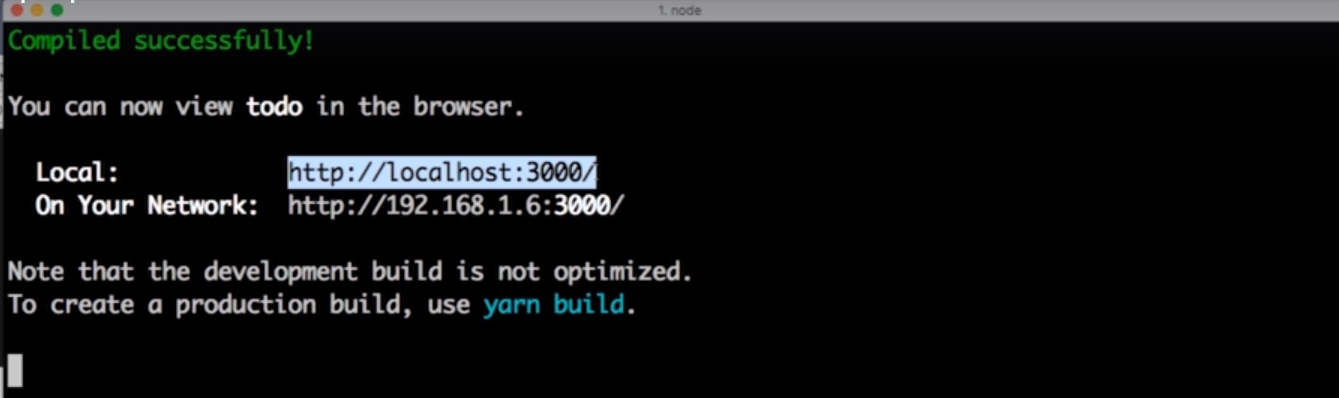 1. node
Compiled successfully!
You can now view todo in the browser.
Local: http://localhost:3000/
On Your Network: http://192.168.1.6:3000/
Note that the development build is not optimized.
To create a production build, use yarn build.